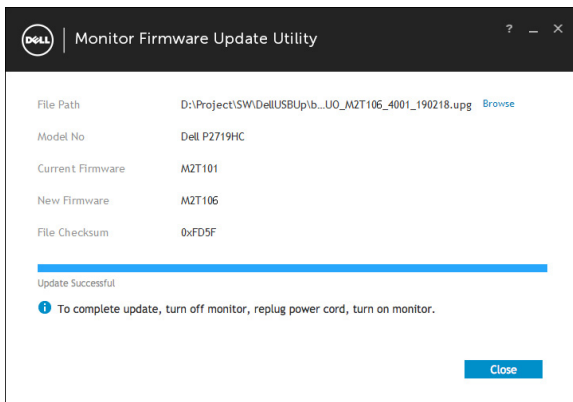 DELL Monitor Firmware Update Utility ?
File Path D:\Project\SW\DellUSBUp\b...UO_M2T106_4001_190218.upg Browse
Model No Dell P2719HC
Current Firmware M2T101
New Firmware M2T106
File Checksum 0xFD5F
Update Successful
i To complete update, turn off monitor, replug power cord, turn on monitor.
Close